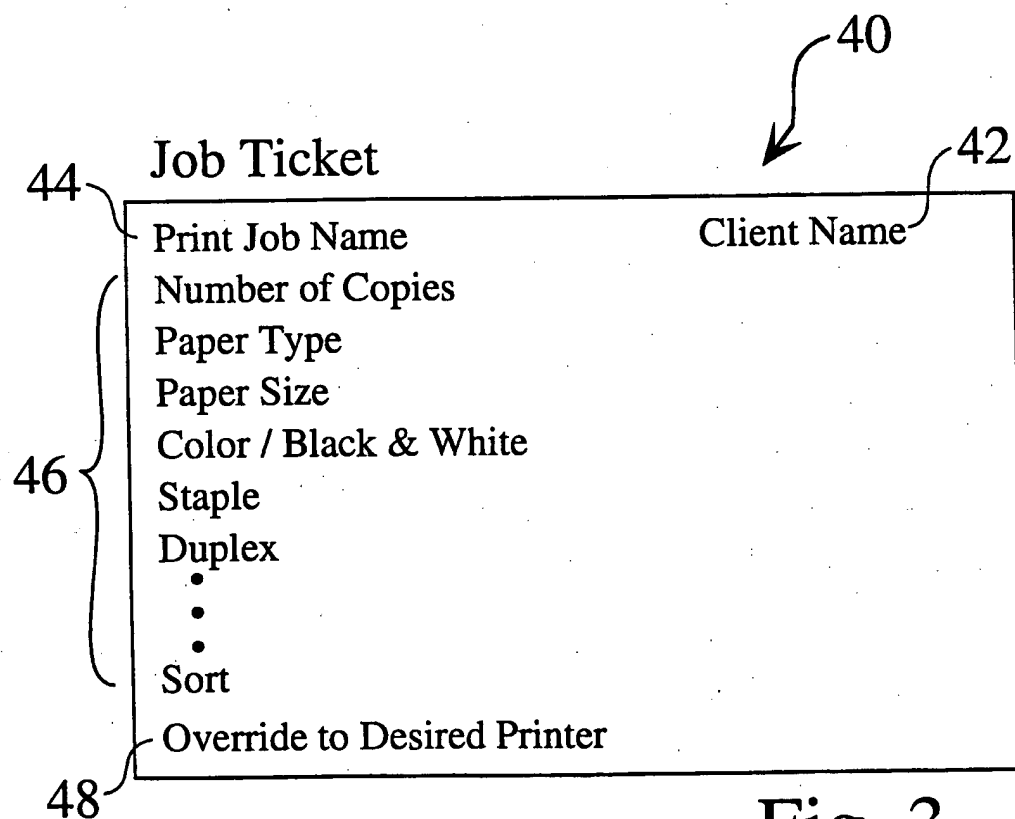 40
Job Ticket
42
44
Print Job Name
Client Name
Number of Copies
Paper Type
Paper Size
Color / Black & White
46
Staple
Duplex
Sort
Override to Desired Printer
48
Fig.